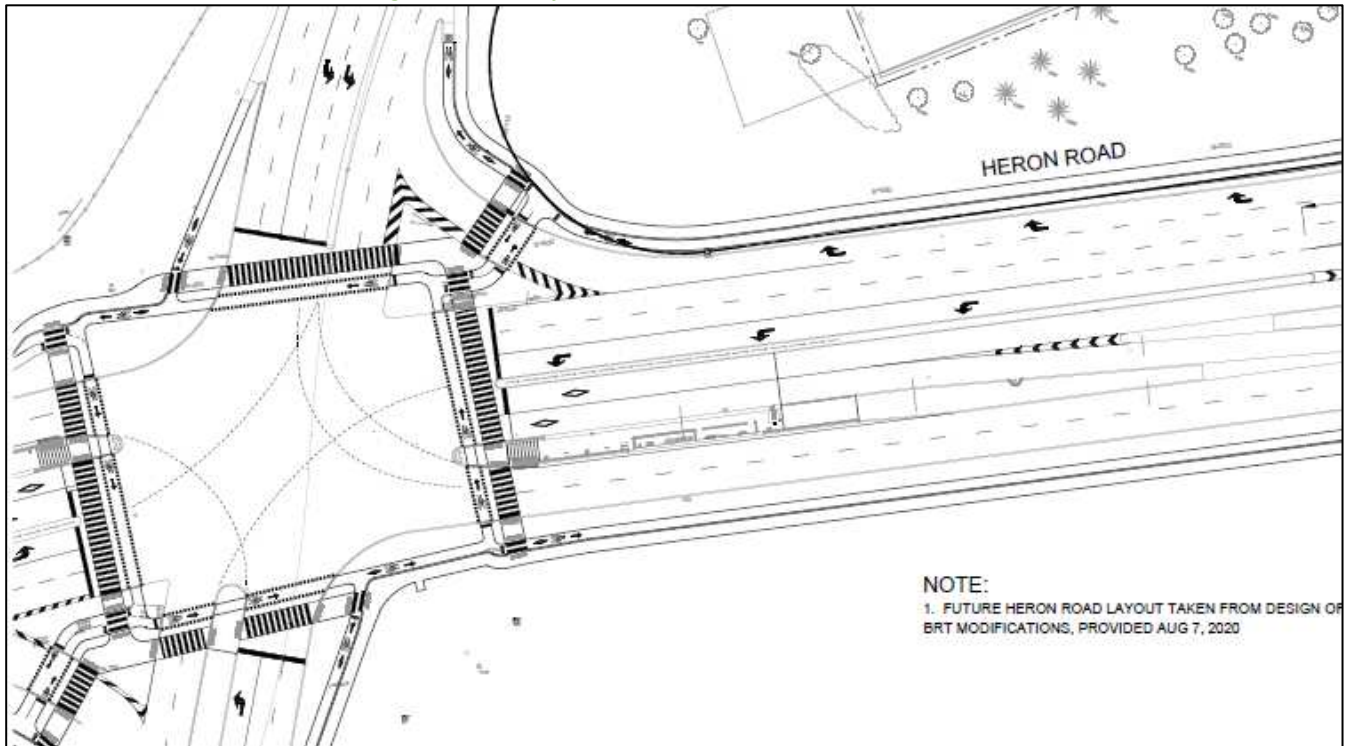 HERON ROAD
NOTE:
1. FUTURE HERON ROAD LAYOUT TAKEN FROM DESIGN OF
BRT MODIFICATIONS, PROVIDED AUG 7, 2020